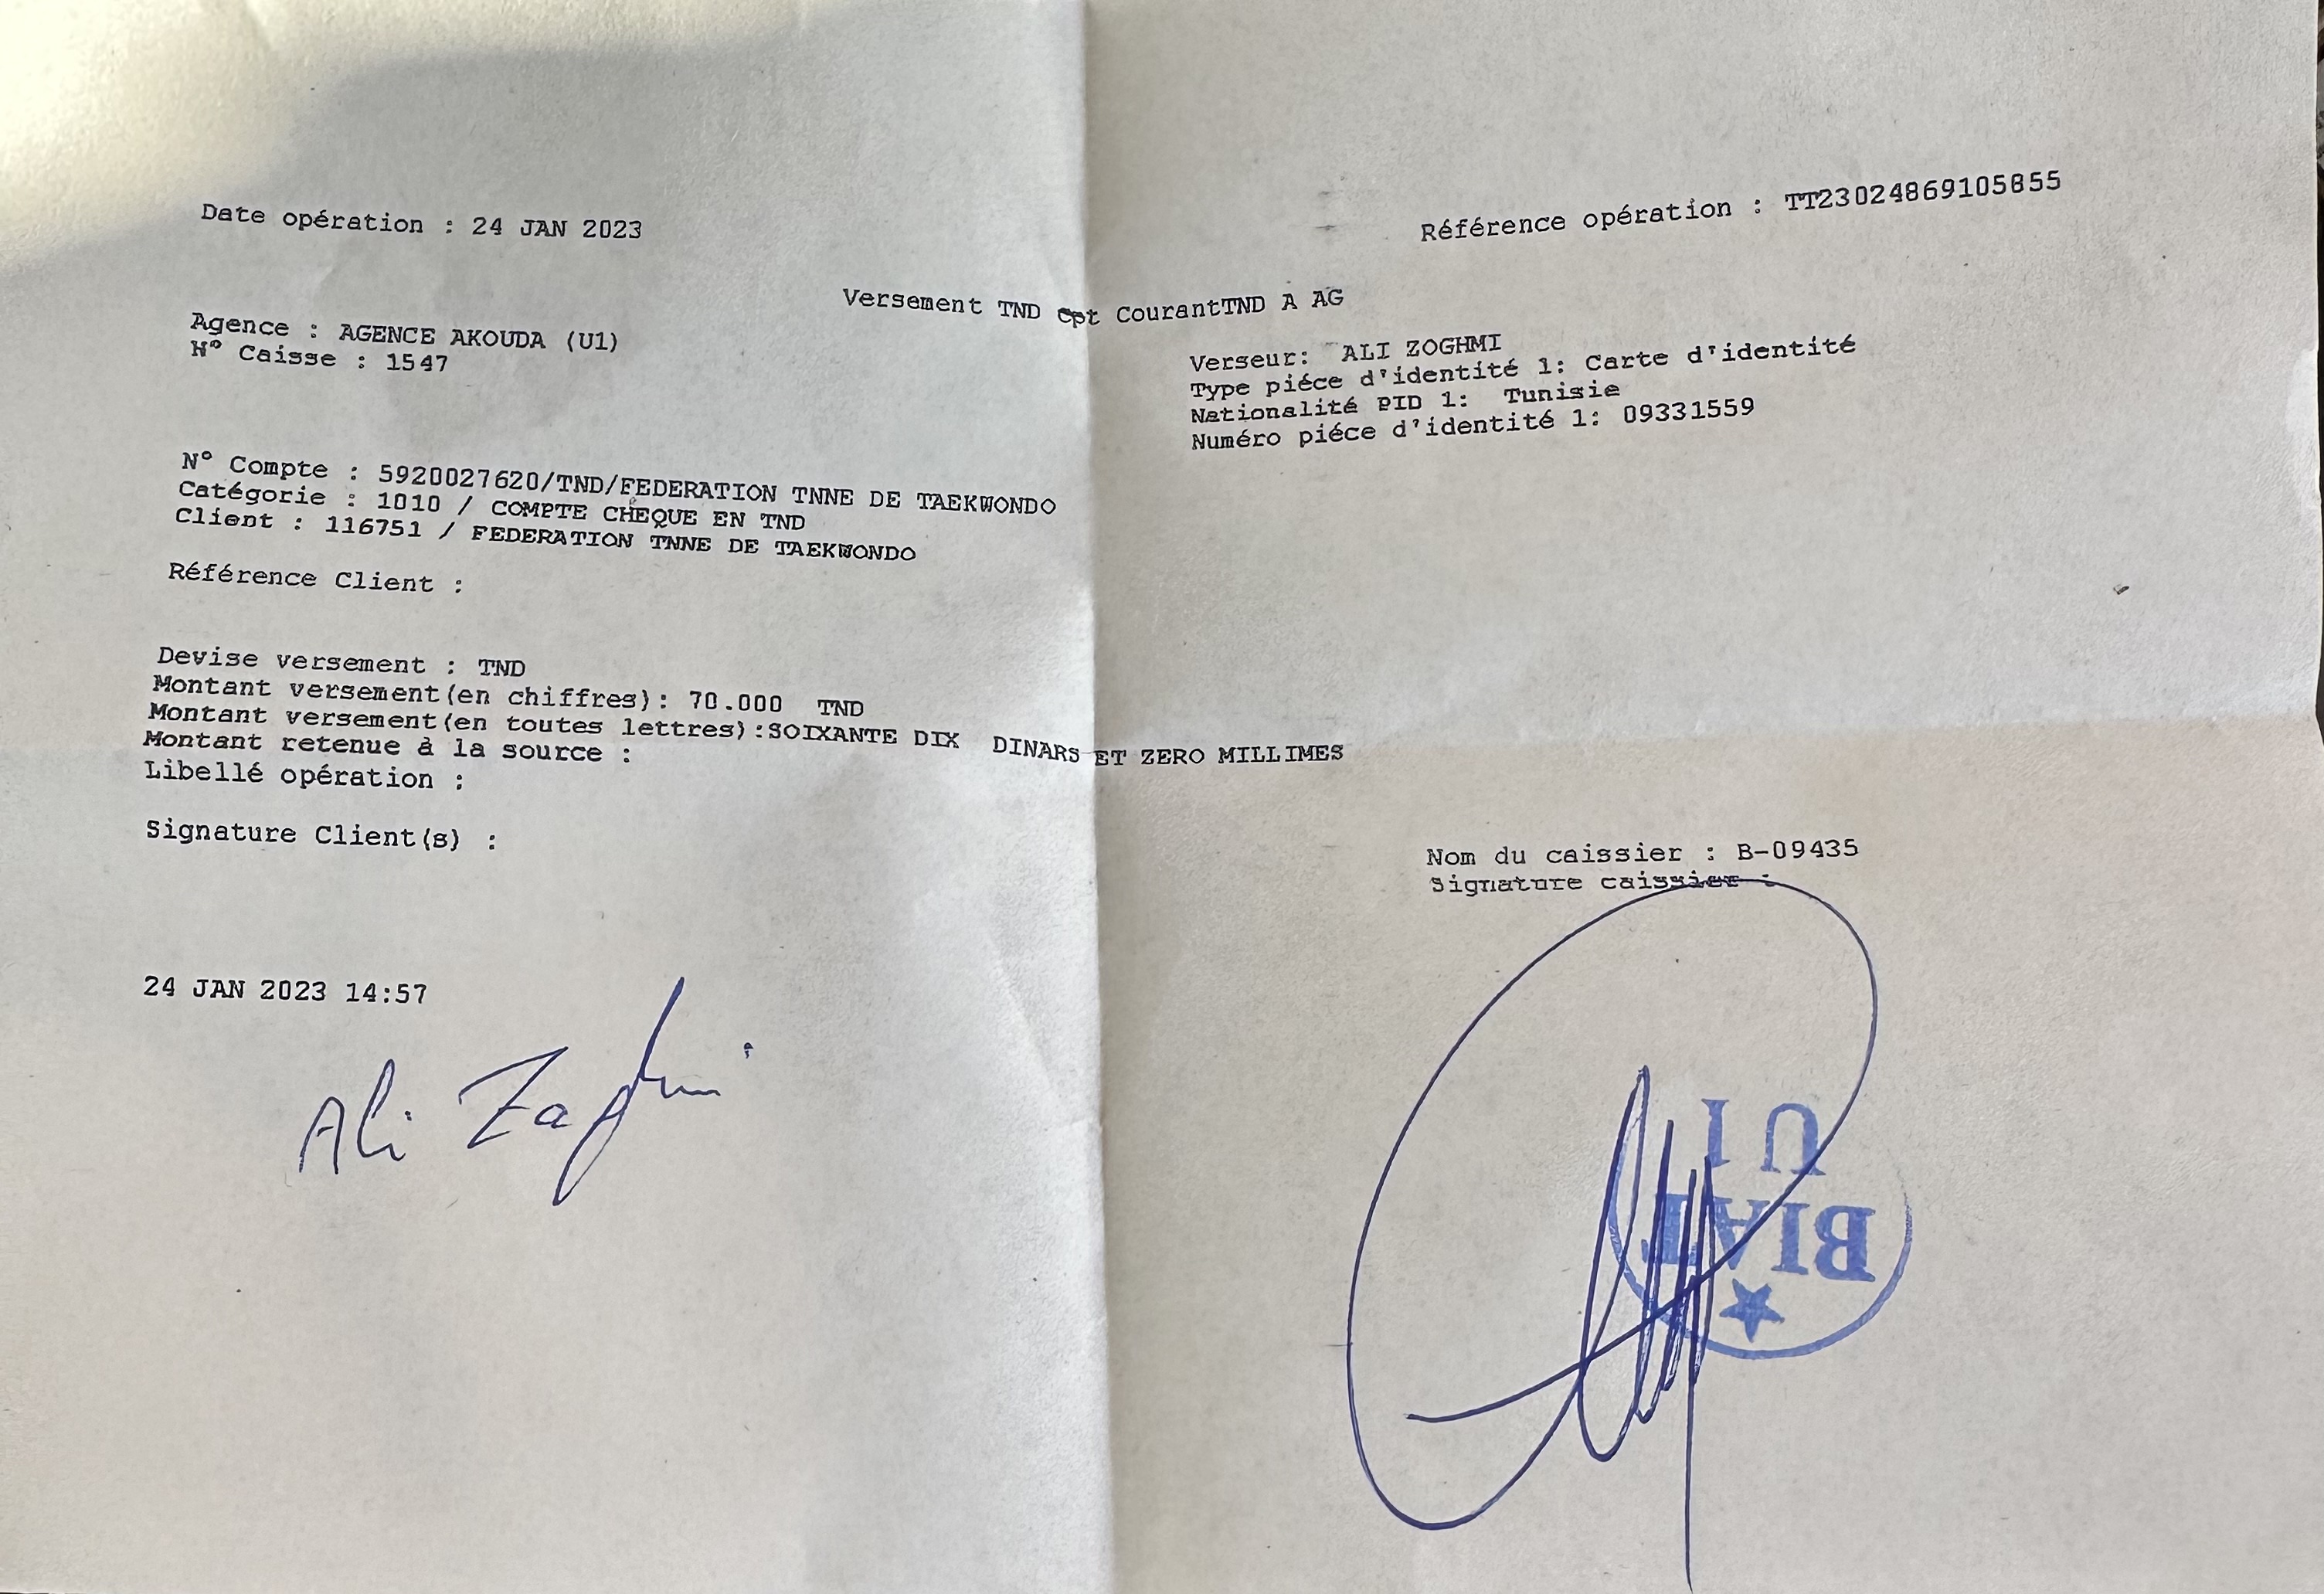 Date opération : 24 JAN 2023
Référence opération : TT23024869105855
Versement TND cpt CourantTND A AG
Agence : AGENCE AKOUDA (U1)
N° Caisse : 1547
Verseur: ALI ZOGHMI
Type piéce d'identité 1: Carte d'identité
Nationalité PID 1: Tunisie
Numéro piéce d'identité 1: 09331559
N° Compte : 5920027620/TND/FEDERATION TNNE DE TAEKWONDO
Catégorie : 1010 / COMPTE CHEQUE EN TND
Client : 116751 / FEDERATION TNNE DE TAEKWONDO
Référence Client :
Devise versement : TND
Montant versement(en chiffres): 70.000 TND
Montant versement(en toutes lettres):SOIXANTE DIX DINARS ET ZERO MILLIMES
Montant retenue à la source :
Libellé opération :
Signature Client(s) :
Nom du caissier : B-09435
Signature caissier :
24 JAN 2023 14:57
Ali Zaghmi
BIAT
U1